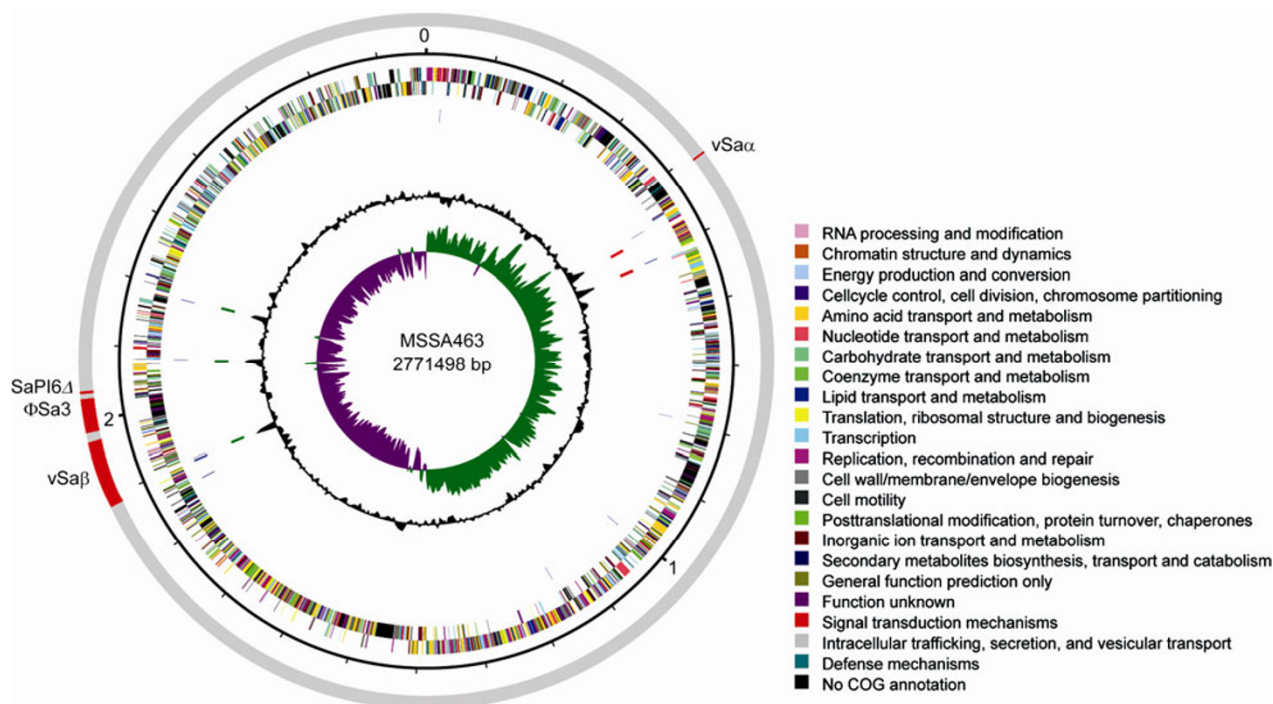 0
vSaα
SaPI6Δ
ΦSa3
2
vSaβ
1
MSSA463
2771498 bp
RNA processing and modification
Chromatin structure and dynamics
Energy production and conversion
Cellcycle control, cell division, chromosome partitioning
Amino acid transport and metabolism
Nucleotide transport and metabolism
Carbohydrate transport and metabolism
Coenzyme transport and metabolism
Lipid transport and metabolism
Translation, ribosomal structure and biogenesis
Transcription
Replication, recombination and repair
Cell wall/membrane/envelope biogenesis
Cell motility
Posttranslational modification, protein turnover, chaperones
Inorganic ion transport and metabolism
Secondary metabolites biosynthesis, transport and catabolism
General function prediction only
Function unknown
Signal transduction mechanisms
Intracellular trafficking, secretion, and vesicular transport
Defense mechanisms
No COG annotation